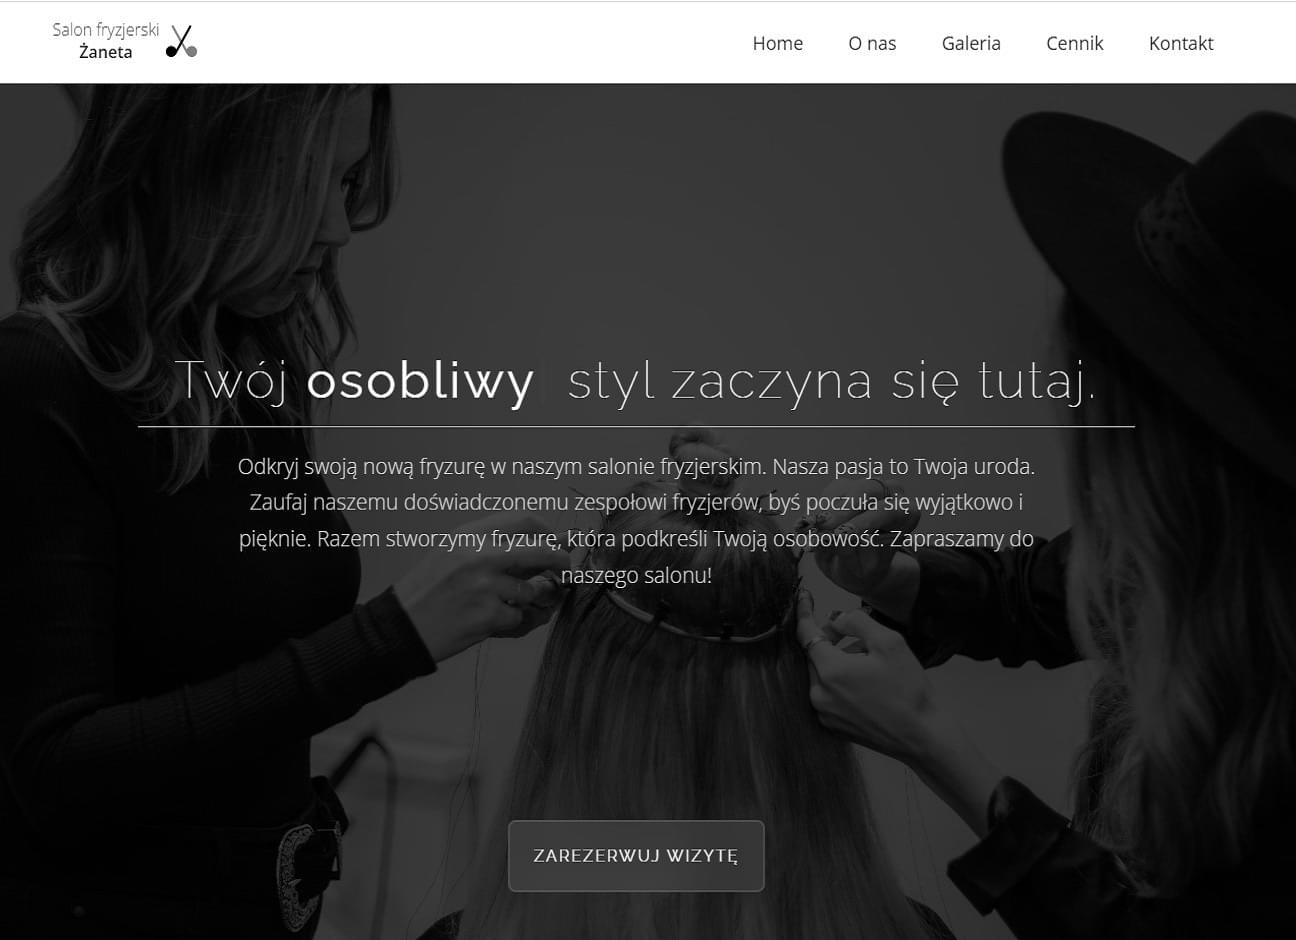 Salon fryzjerski
Żaneta
Home
O nas
Galeria
Cennik
Kontakt
Twój osobliwy styl zaczyna się tutaj.
Odkryj swoją nową fryzurę w naszym salonie fryzjerskim. Nasza pasja to Twoja uroda.
Zaufaj naszemu doświadczonemu zespołowi fryzjerów, byś poczuła się wyjątkowo i
pięknie. Razem stworzymy fryzurę, która podkreśli Twoją osobowość. Zapraszamy do
naszego salonu!
ZAREZERWUJ WIZYTĘ